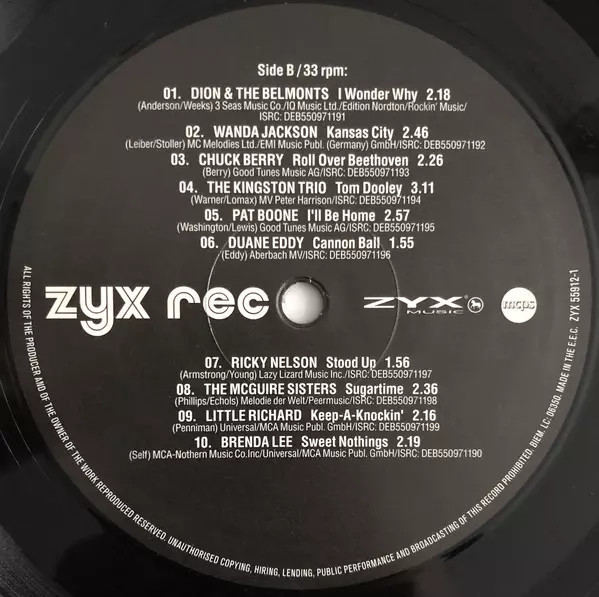 Side B / 33 rpm:
01. DION & THE BELMONTS I Wonder Why 2.18
(Anderson/Weeks) 3 Seas Music Co./IQ Music Ltd./Edition Nordton/Rockin' Music/
ISRC: DEB550971191
02. WANDA JACKSON Kansas City 2.46
(Leiber/Stoller) MC Melodies Ltd./EMI Music Publ. (Germany) GmbH/ISRC: DEB550971192
03. CHUCK BERRY Roll Over Beethoven 2.26
(Berry) Good Tunes Music AG/ISRC: DEB550971193
04. THE KINGSTON TRIO Tom Dooley 3.11
(Warner/Lomax) MV Peter Harrison/ISRC: DEB550971194
05. PAT BOONE I'll Be Home 2.57
(Washington/Lewis) Good Tunes Music AG/ISRC: DEB550971195
06. DUANE EDDY Cannon Ball 1.55
(Eddy) Aberbach MV/ISRC: DEB550971196
zyx rec
ZYX®
MUSIC
mcps
07. RICKY NELSON Stood Up 1.56
(Armstrong/Young) Lazy Lizard Music Inc./ISRC: DEB550971197
08. THE MCGUIRE SISTERS Sugartime 2.36
(Phillips/Echols) Melodie der Welt/Peermusic/ISRC: DEB550971198
09. LITTLE RICHARD Keep-A-Knockin' 2.16
(Penniman) Universal/MCA Music Publ. GmbH/ISRC: DEB550971199
10. BRENDA LEE Sweet Nothings 2.19
(Self) MCA-Nothern Music Co.Inc/Universal/MCA Music Publ. GmbH/ISRC: DEB550971190
ALL RIGHTS OF THE PRODUCER AND OF THE OWNER OF THE WORK REPRODUCED RESERVED. UNAUTHORISED COPYING, HIRING, LENDING, PUBLIC PERFORMANCE AND BROADCASTING OF THIS RECORD PROHIBITED. BIEM. LC: 06350. MADE IN THE E.E.C. ZYX 55912-1